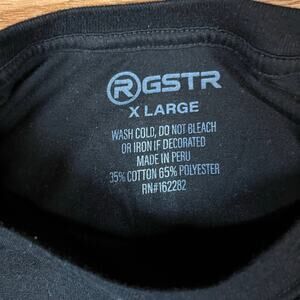 RGSTR
X LARGE
WASH COLD, DO NOT BLEACH
OR IRON IF DECORATED
MADE IN PERU
35% COTTON 65% POLYESTER
RN#162282